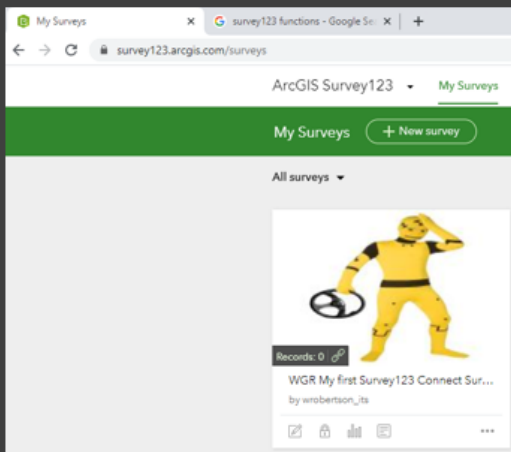 My Surveys
survey123 functions - Google Se
survey123.arcgis.com/surveys
ArcGIS Survey123
My Surveys
My Surveys
+ New survey
All surveys
Records: 0
WGR My first Survey123 Connect Sur...
by wrobertson_its